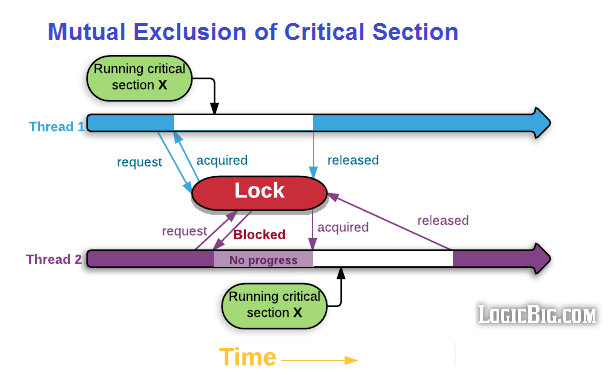 Mutual Exclusion of Critical Section
Running critical
section X
Thread 1
request
acquired
released
Lock
request
Blocked
acquired
released
Thread 2
No progress
Running critical
section X
LogicBig.com
Time